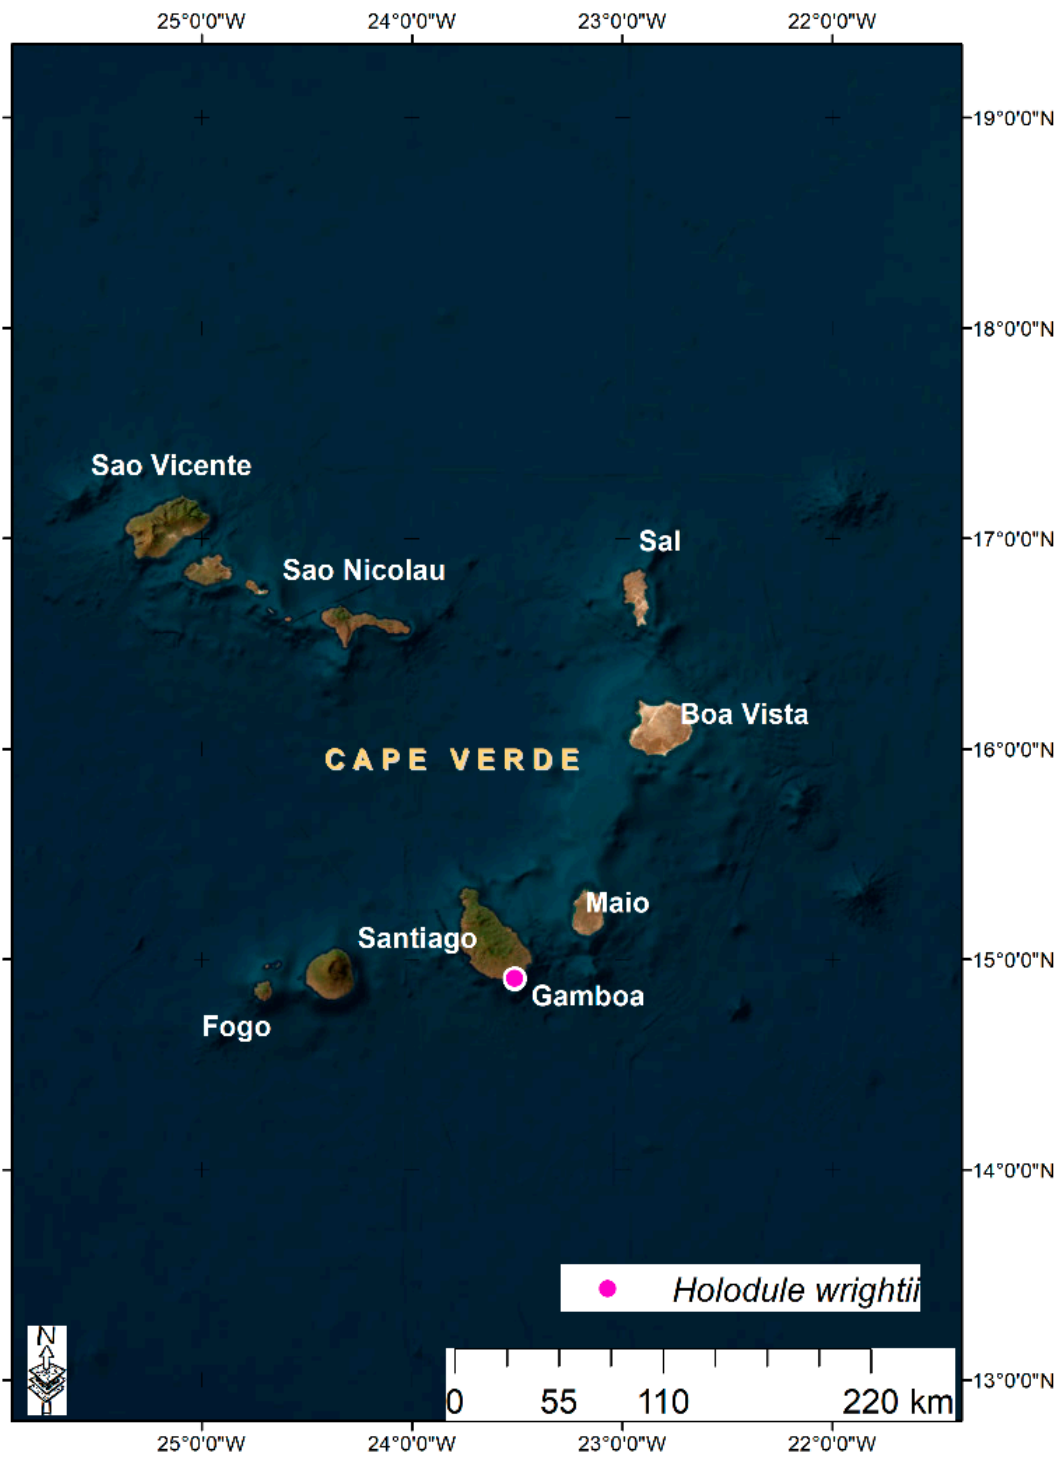 25°0'0"W 24°0'0"W 23°0'0"W 22°0'0"W
19°0'0"N
18°0'0"N
Sao Vicente
17°0'0"N
Sal
Sao Nicolau
Boa Vista
16°0'0"N
CAPE VERDE
Maio
Santiago
15°0'0"N
Gamboa
Fogo
14°0'0"N
Holodule wrightii
N
13°0'0"N
0 55 110 220 km
25°0'0"W 24°0'0"W 23°0'0"W 22°0'0"W